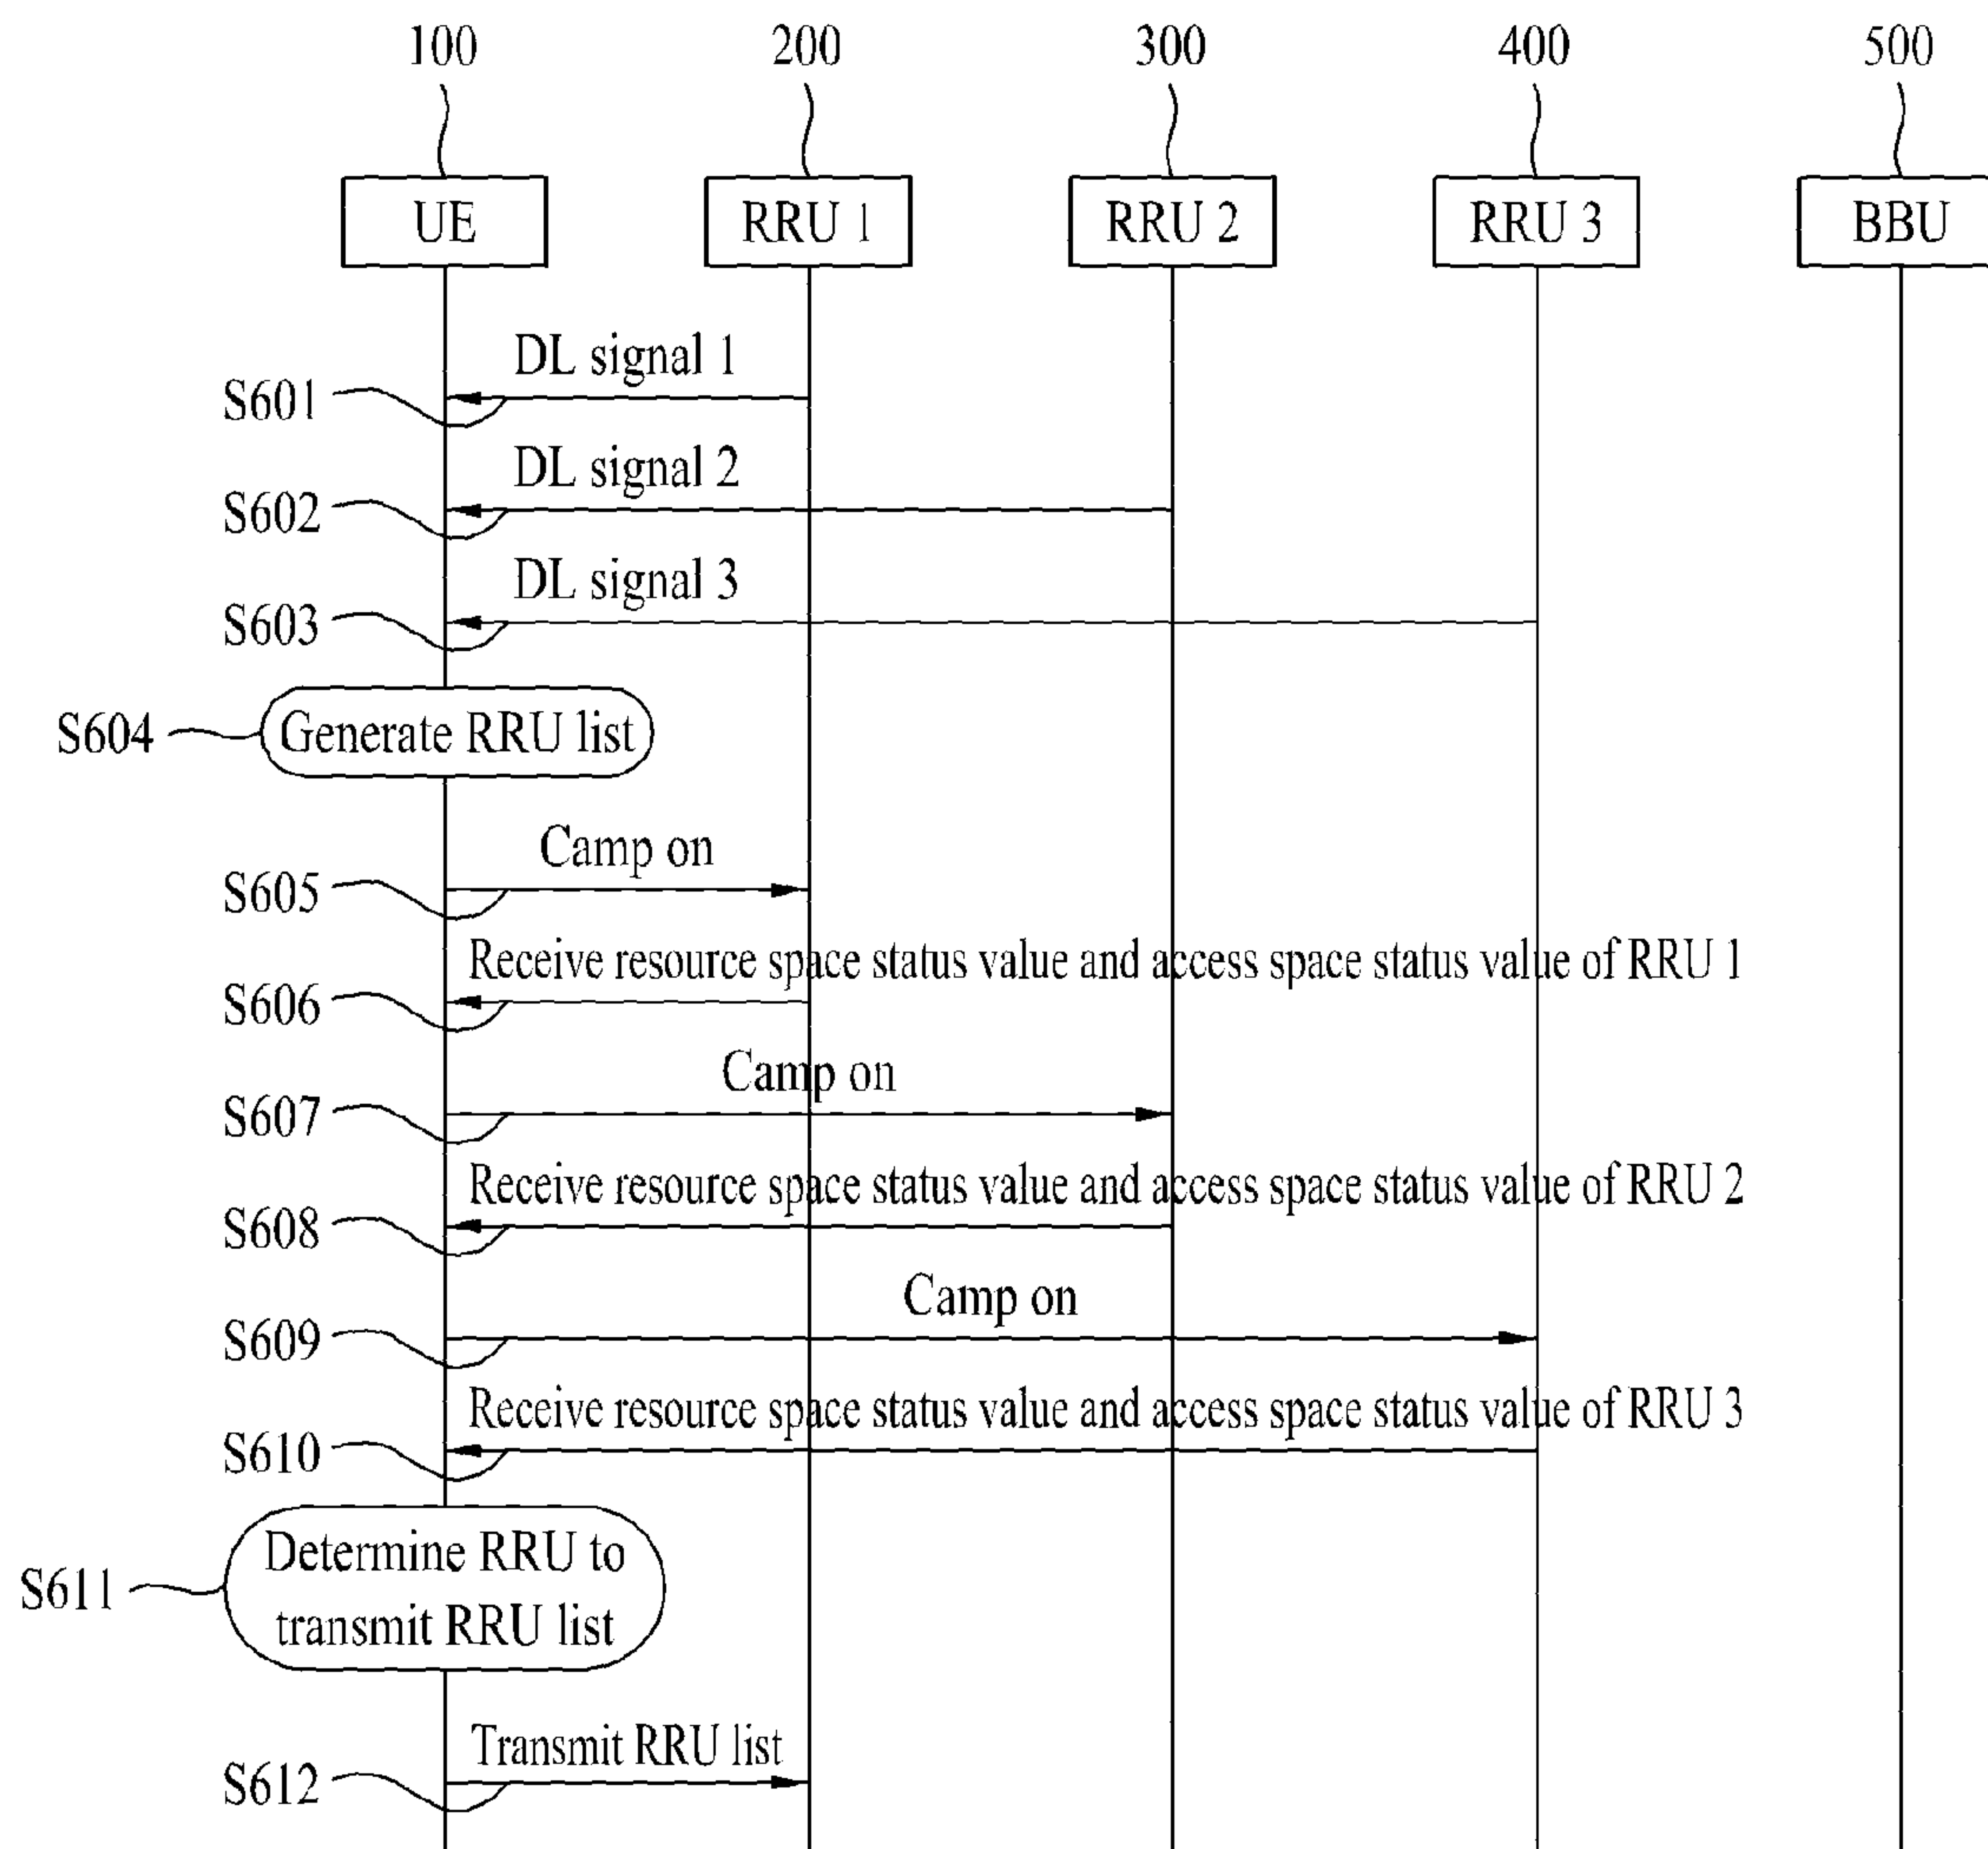 100 200 300 400 500
UE RRU 1 RRU 2 RRU 3 BBU
DL signal 1
S601
DL signal 2
S602
DL signal 3
S603
S604 Generate RRU list
Camp on
S605
Receive resource space status value and access space status value of RRU 1
S606
Camp on
S607
Receive resource space status value and access space status value of RRU 2
S608
Camp on
S609
Receive resource space status value and access space status value of RRU 3
S610
Determine RRU to
S611
transmit RRU list
Transmit RRU list
S612